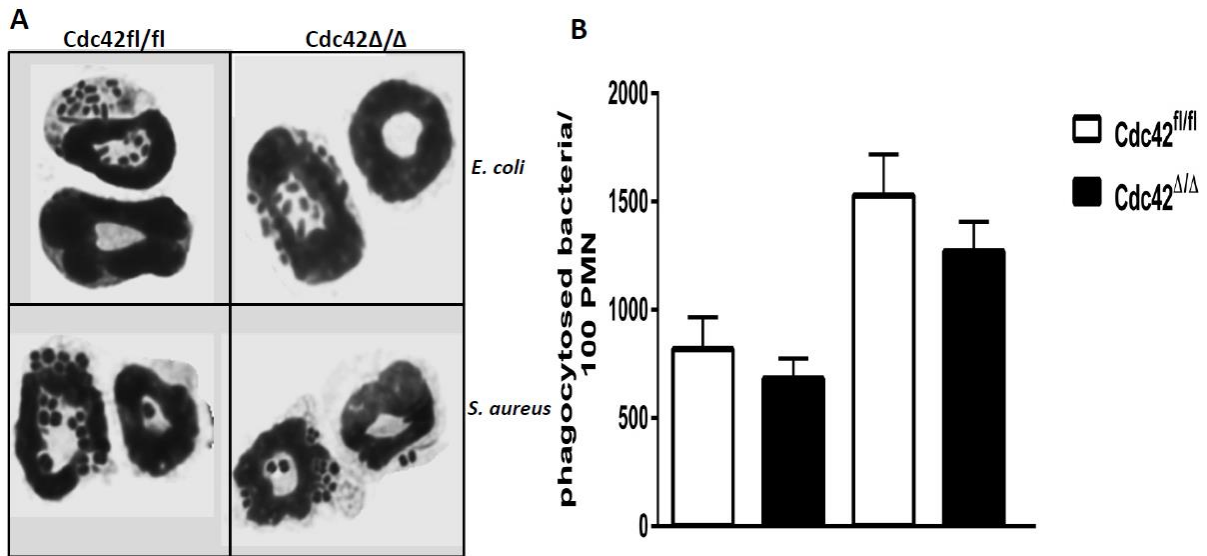 A
Cdc42fl/fl
Cdc42Δ/Δ
E. coli
S. aureus
B
phagocytosed bacteria/
100 PMN
2000
1500
1000
500
0
Cdc42fl/fl
Cdc42Δ/Δ